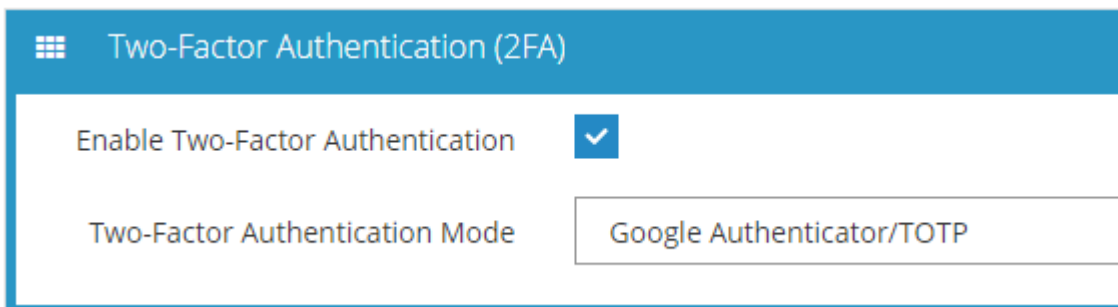 Two-Factor Authentication (2FA)
Enable Two-Factor Authentication
Two-Factor Authentication Mode Google Authenticator/TOTP